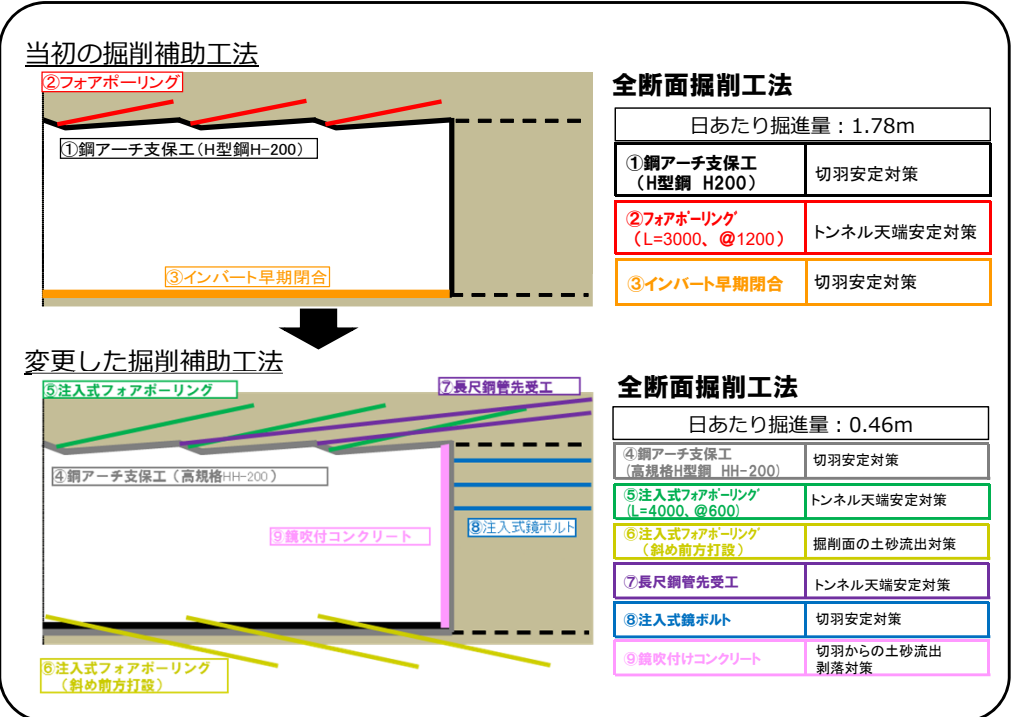 当初の掘削補助工法
②フォアポーリング
①鋼アーチ支保工(H型鋼H-200)
③インバート早期閉合
全断面掘削工法
日あたり掘進量：1.78m
①鋼アーチ支保工
（H型鋼 H200）
切羽安定対策
②フォアポーリング
（L=3000、@1200）
トンネル天端安定対策
③インバート早期閉合
切羽安定対策
変更した掘削補助工法
⑤注入式フォアポーリング
⑦長尺鋼管先受工
④鋼アーチ支保工（高規格HH-200）
⑨鏡吹付コンクリート
⑧注入式鏡ボルト
⑥注入式フォアポーリング
（斜め前方打設）
全断面掘削工法
日あたり掘進量：0.46m
④鋼アーチ支保工
(高規格H型鋼 HH-200)
切羽安定対策
⑤注入式フォアポーリング
(L=4000、@600)
トンネル天端安定対策
⑥注入式フォアポーリング
（斜め前方打設）
掘削面の土砂流出対策
⑦長尺鋼管先受工
トンネル天端安定対策
⑧注入式鏡ボルト
切羽安定対策
⑨鏡吹付けコンクリート
切羽からの土砂流出
剥落対策